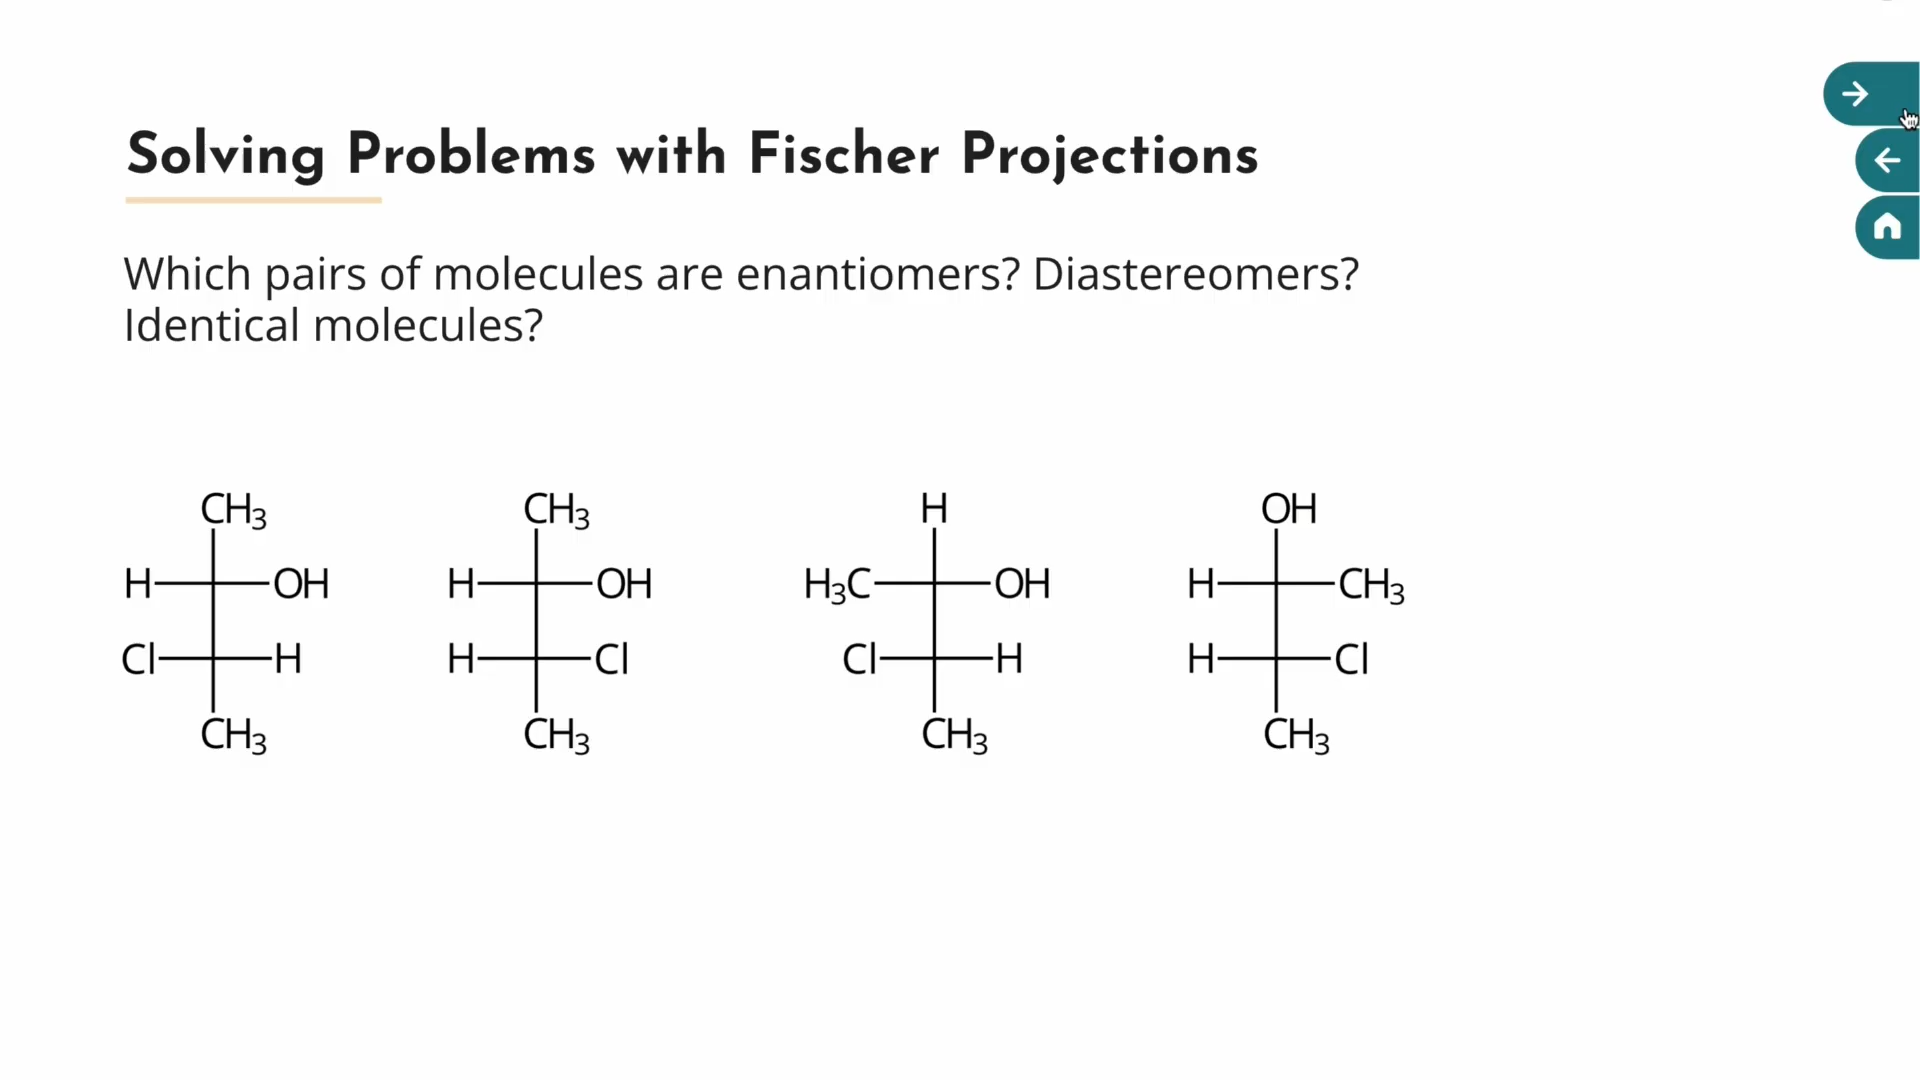 Solving Problems with Fischer Projections
Which pairs of molecules are enantiomers? Diastereomers?
Identical molecules?
CH₃ CH₃ H OH
H OH H OH H₃C OH H CH₃
Cl H H Cl Cl H H Cl
CH₃ CH₃ CH₃ CH₃